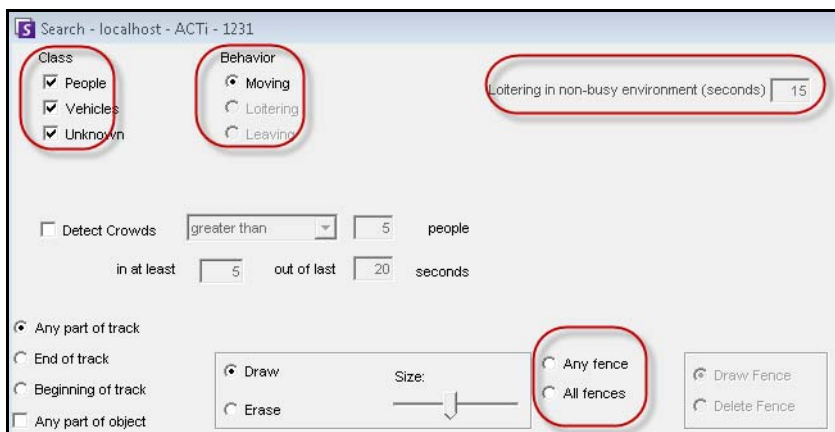 Search - localhost - ACTi - 1231
Class
People
Vehicles
Unknown
Behavior
Moving
Loitering
Leaving
Loitering in non-busy environment (seconds) 15
Detect Crowds greater than 5 people
in at least 5 out of last 20 seconds
Any part of track
End of track
Beginning of track
Any part of object
Draw
Erase
Size:
Any fence
All fences
Draw Fence
Delete Fence